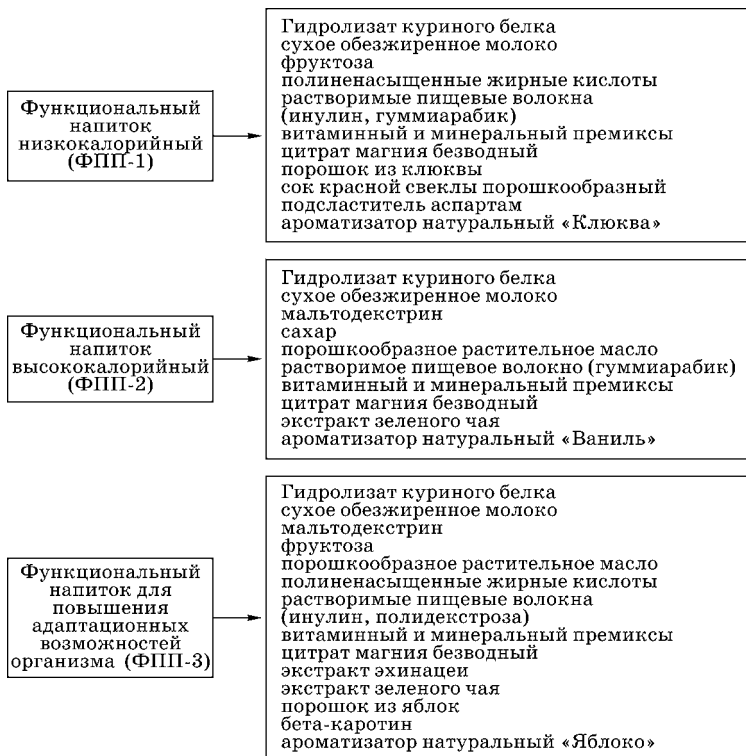 Функциональный
напиток
низкокалорийный
(ФПП-1)
Гидролизат куриного белка
сухое обезжиренное молоко
фруктоза
полиненасыщенные жирные кислоты
растворимые пищевые волокна
(инулин, гуммиарабик)
витаминный и минеральный премиксы
цитрат магния безводный
порошок из клюквы
сок красной свеклы порошкообразный
подсластитель аспартам
ароматизатор натуральный «Клюква»
Функциональный
напиток
высококалорийный
(ФПП-2)
Гидролизат куриного белка
сухое обезжиренное молоко
мальтодекстрин
сахар
порошкообразное растительное масло
растворимое пищевое волокно (гуммиарабик)
витаминный и минеральный премиксы
цитрат магния безводный
экстракт зеленого чая
ароматизатор натуральный «Ваниль»
Функциональный
напиток для
повышения
адаптационных
возможностей
организма (ФПП-3)
Гидролизат куриного белка
сухое обезжиренное молоко
мальтодекстрин
фруктоза
порошкообразное растительное масло
полиненасыщенные жирные кислоты
растворимые пищевые волокна
(инулин, полидекстроза)
витаминный и минеральный премиксы
цитрат магния безводный
экстракт эхинацеи
экстракт зеленого чая
порошок из яблок
бета-каротин
ароматизатор натуральный «Яблоко»